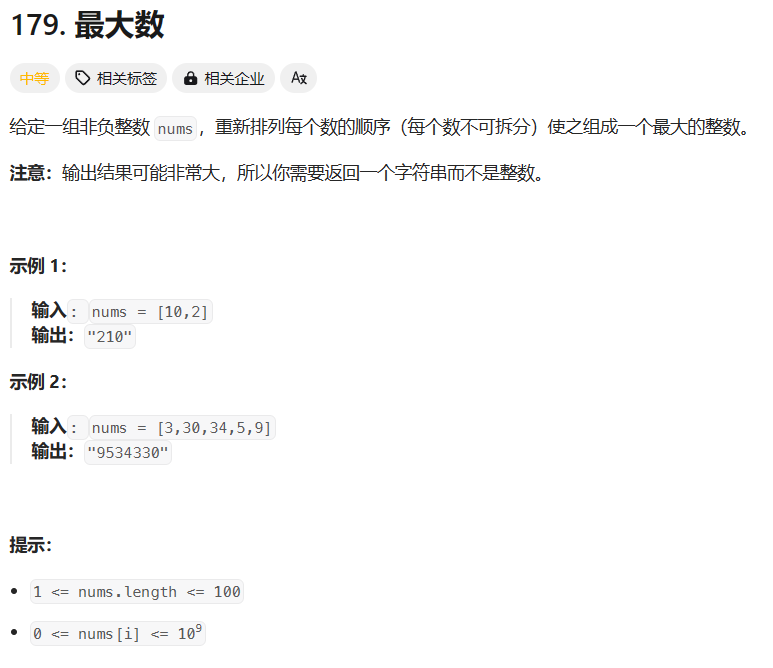 179. 最大数
中等 相关标签 相关企业 Aあ
给定一组非负整数 nums，重新排列每个数的顺序（每个数不可拆分）使之组成一个最大的整数。
注意：输出结果可能非常大，所以你需要返回一个字符串而不是整数。
示例 1：
输入：nums = [10,2]
输出："210"
示例 2：
输入：nums = [3,30,34,5,9]
输出："9534330"
提示：
• 1 <= nums.length <= 100
• 0 <= nums[i] <= 10⁹